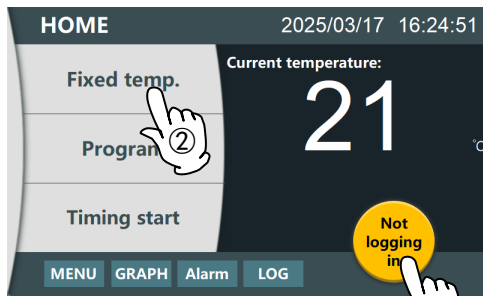 HOME 2025/03/17 16:24:51
Fixed temp.
Current temperature:
21
°C
②
Timing start
Not
logging
in
MENU GRAPH Alarm LOG